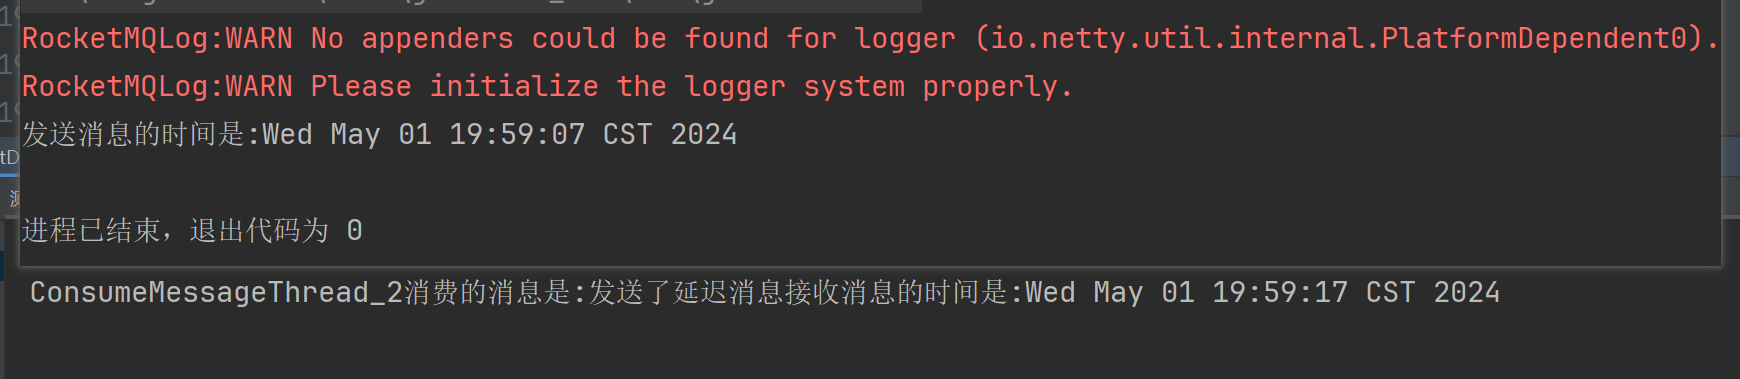 RocketMQLog:WARN No appenders could be found for logger (io.netty.util.internal.PlatformDependent0).
RocketMQLog:WARN Please initialize the logger system properly.
发送消息的时间是:Wed May 01 19:59:07 CST 2024
进程已结束，退出代码为 0
ConsumeMessageThread_2消费的消息是:发送了延迟消息接收消息的时间是:Wed May 01 19:59:17 CST 2024